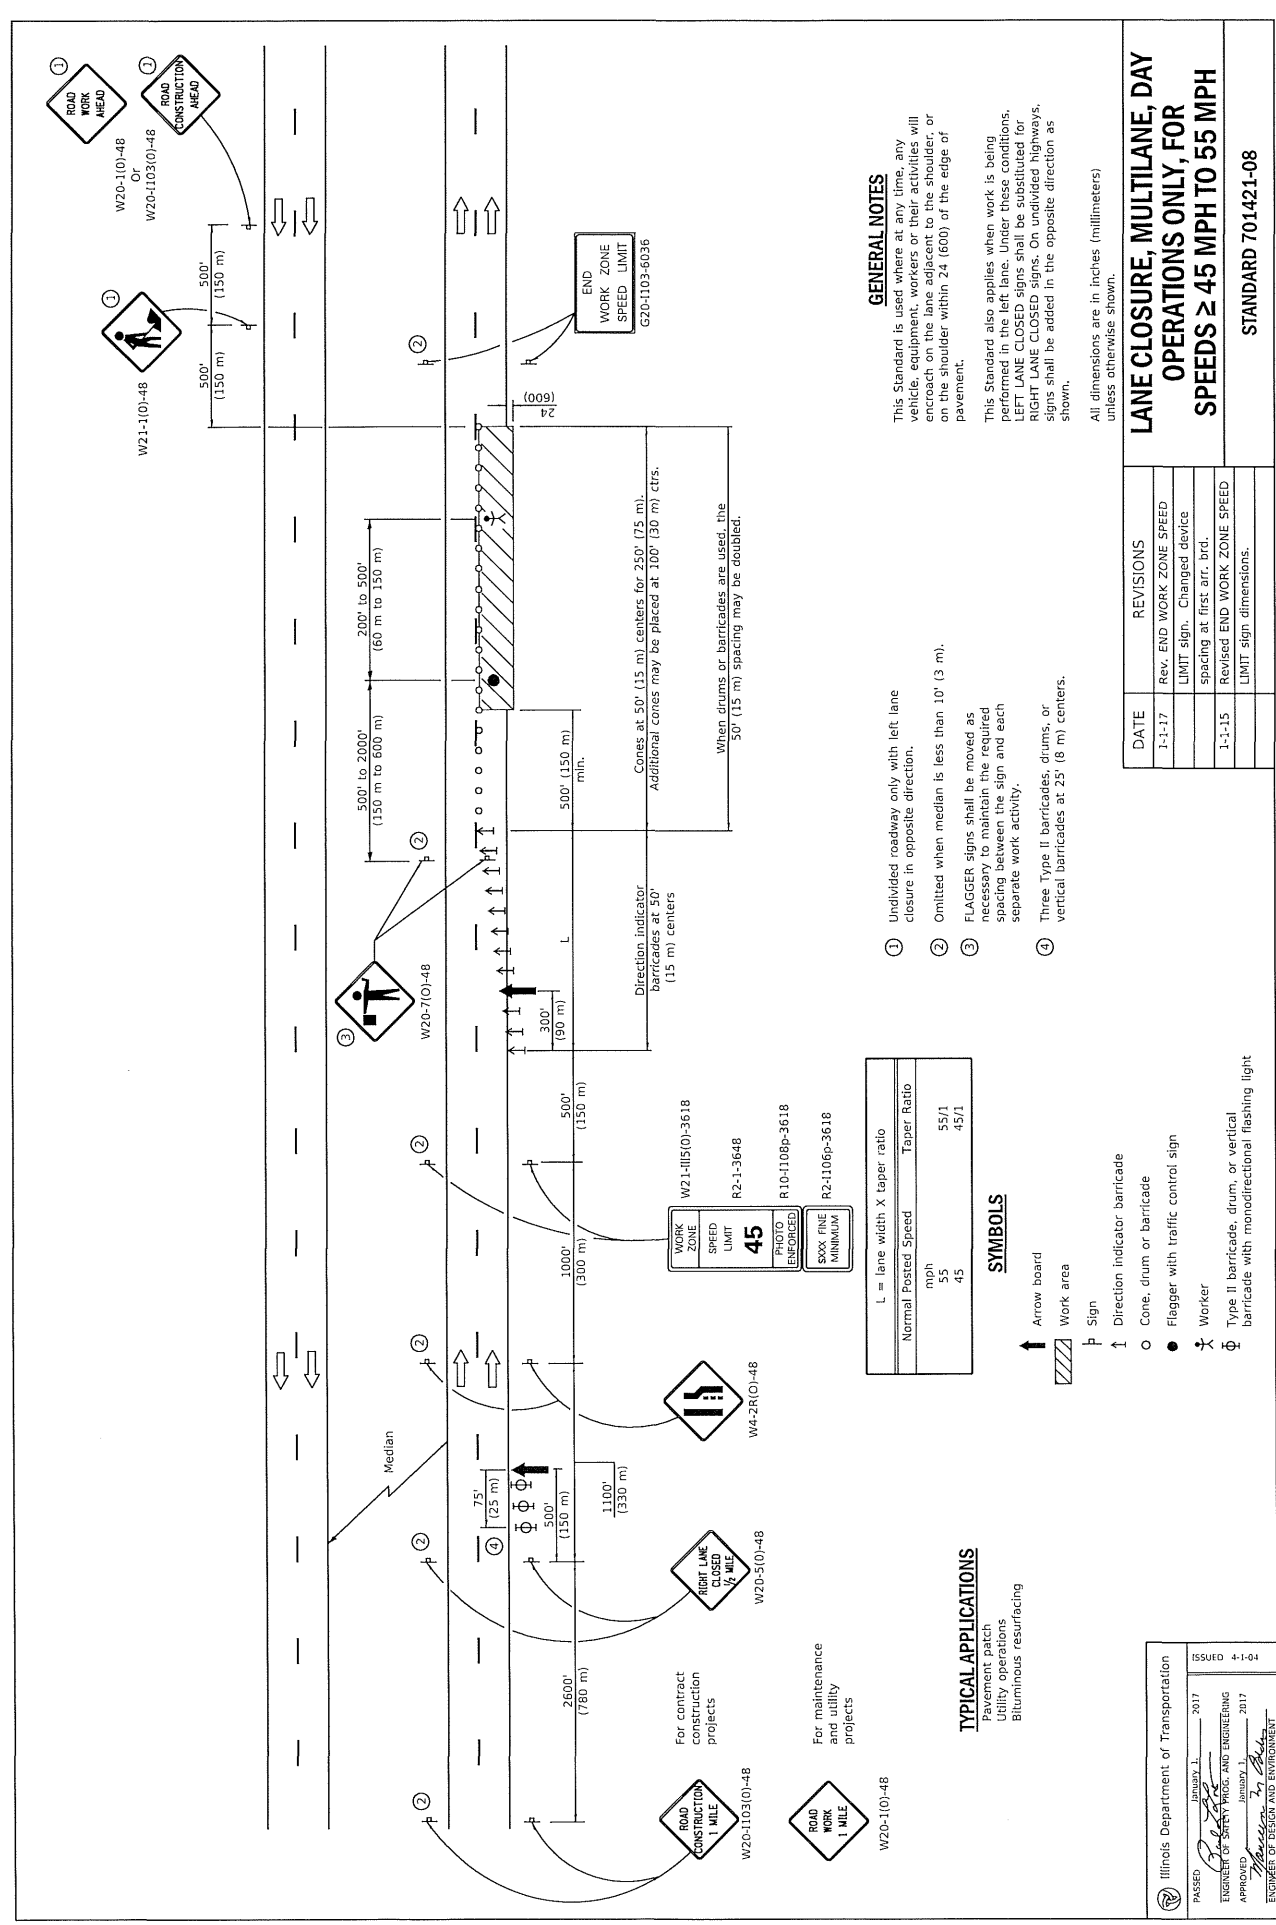 ROAD
WORK
AHEAD
1
ROAD
CONSTRUCTION
AHEAD
1
W20-1(O)-48
Or
W20-I103(O)-48
1
W21-1(O)-48
500'
(150 m)
500'
(150 m)
2
END
WORK ZONE
SPEED LIMIT
G20-I103-6036
24
(600)
200' to 500'
(60 m to 150 m)
500' to 2000'
(150 m to 600 m)
2
3
W20-7(O)-48
Cones at 50' (15 m) centers for 250' (75 m).
Additional cones may be placed at 100' (30 m) ctrs.
When drums or barricades are used, the
50' (15 m) spacing may be doubled.
500' (150 m)
min.
Direction indicator
barricades at 50'
(15 m) centers
L
300'
(90 m)
500'
(150 m)
2
WORK
ZONE
SPEED
LIMIT
45
PHOTO
ENFORCED
$XXX FINE
MINIMUM
W21-I115(O)-3618
R2-1-3648
R10-I108p-3618
R2-I106p-3618
1000'
(300 m)
2
W4-2R(O)-48
Median
75'
(25 m)
4
500'
(150 m)
1100'
(330 m)
2
RIGHT LANE
CLOSED
1/2 MILE
W20-5(O)-48
2600'
(780 m)
2
ROAD
CONSTRUCTION
1 MILE
W20-I103(O)-48
For contract
construction
projects
ROAD
WORK
1 MILE
W20-1(O)-48
For maintenance
and utility
projects
TYPICAL APPLICATIONS
Pavement patch
Utility operations
Bituminous resurfacing
L = lane width X taper ratio
Normal Posted Speed Taper Ratio
mph
55 55/1
45 45/1
SYMBOLS
Arrow board
Work area
Sign
Direction indicator barricade
Cone, drum or barricade
Flagger with traffic control sign
Worker
Type II barricade, drum, or vertical
barricade with monodirectional flashing light
1 Undivided roadway only with left lane
closure in opposite direction.
2 Omitted when median is less than 10' (3 m).
3 FLAGGER signs shall be moved as
necessary to maintain the required
spacing between the sign and each
separate work activity.
4 Three Type II barricades, drums, or
vertical barricades at 25' (8 m) centers.
GENERAL NOTES
This Standard is used where at any time, any
vehicle, equipment, workers or their activities will
encroach on the lane adjacent to the shoulder, or
on the shoulder within 24 (600) of the edge of
pavement.
This Standard also applies when work is being
performed in the left lane. Under these conditions,
LEFT LANE CLOSED signs shall be substituted for
RIGHT LANE CLOSED signs. On undivided highways,
signs shall be added in the opposite direction as
shown.
All dimensions are in inches (millimeters)
unless otherwise shown.
Illinois Department of Transportation
PASSED January 1, 2017
ENGINEER OF SAFETY PROG. AND ENGINEERING
APPROVED January 1, 2017
ENGINEER OF DESIGN AND ENVIRONMENT
ISSUED 4-1-04
DATE REVISIONS
1-1-17 Rev. END WORK ZONE SPEED
LIMIT sign. Changed device
spacing at first arr. brd.
1-1-15 Revised END WORK ZONE SPEED
LIMIT sign dimensions.
LANE CLOSURE, MULTILANE, DAY
OPERATIONS ONLY, FOR
SPEEDS ≥ 45 MPH TO 55 MPH
STANDARD 701421-08